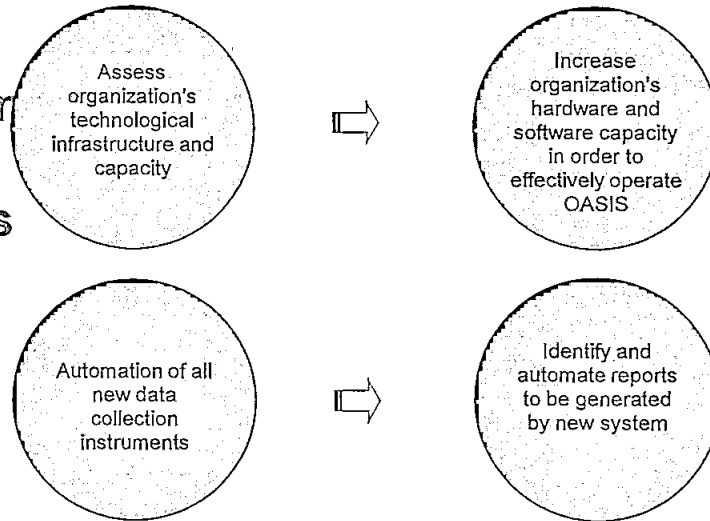 Assess
organization's
technological
infrastructure and
capacity
Increase
organization's
hardware and
software capacity
in order to
effectively operate
OASIS
Automation of all
new data
collection
instruments
Identify and
automate reports
to be generated
by new system